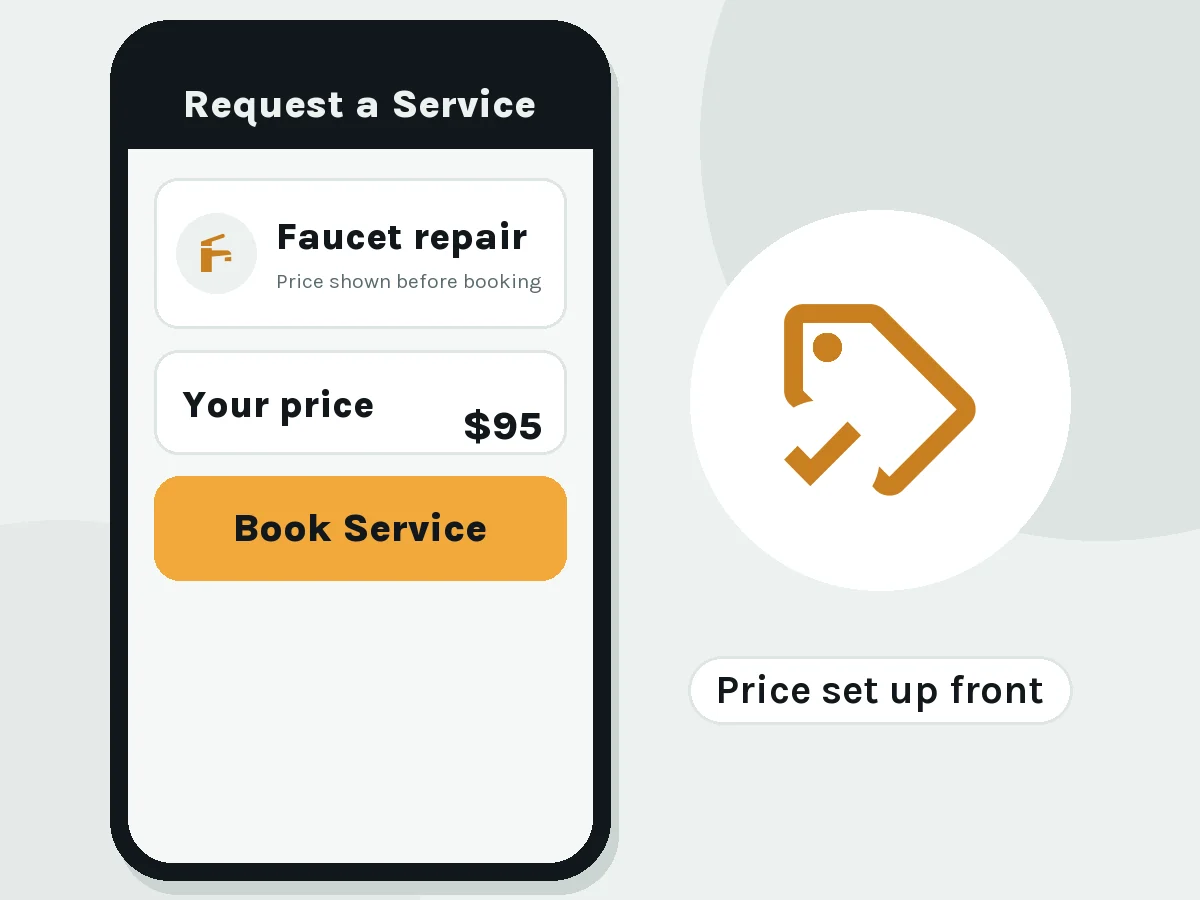 Request a Service
Faucet repair
Price shown before booking
Your price
$95
Book Service
Price set up front